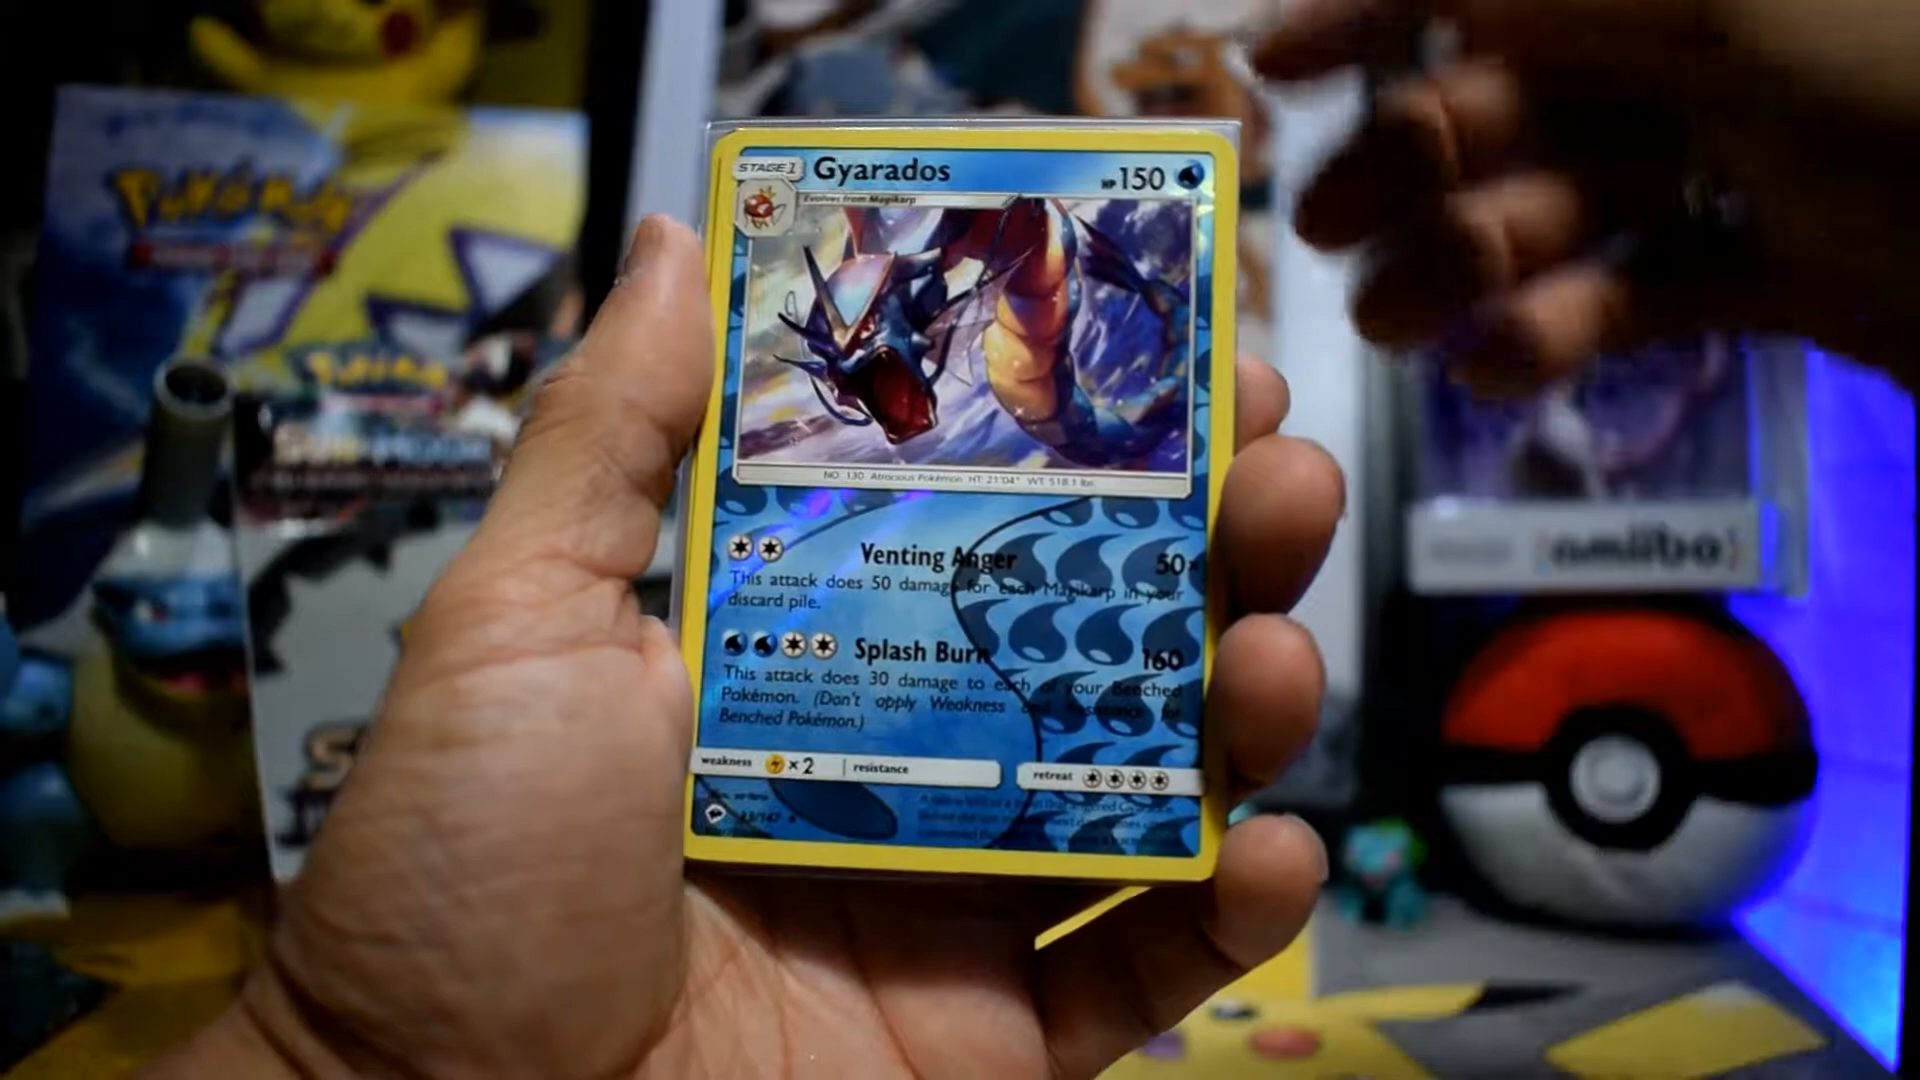 Pokémon
Pokémon
STAGE 1
Gyarados
HP 150
Evolves from Magikarp
NO. 130 Atrocious Pokémon HT: 21'04" WT: 518.1 lbs.
Venting Anger 50×
This attack does 50 damage for each Magikarp in your
discard pile.
Splash Burn 160
This attack does 30 damage to each of your Benched
Pokémon. (Don't apply Weakness and Resistance for
Benched Pokémon.)
weakness ×2 resistance
retreat
amiibo